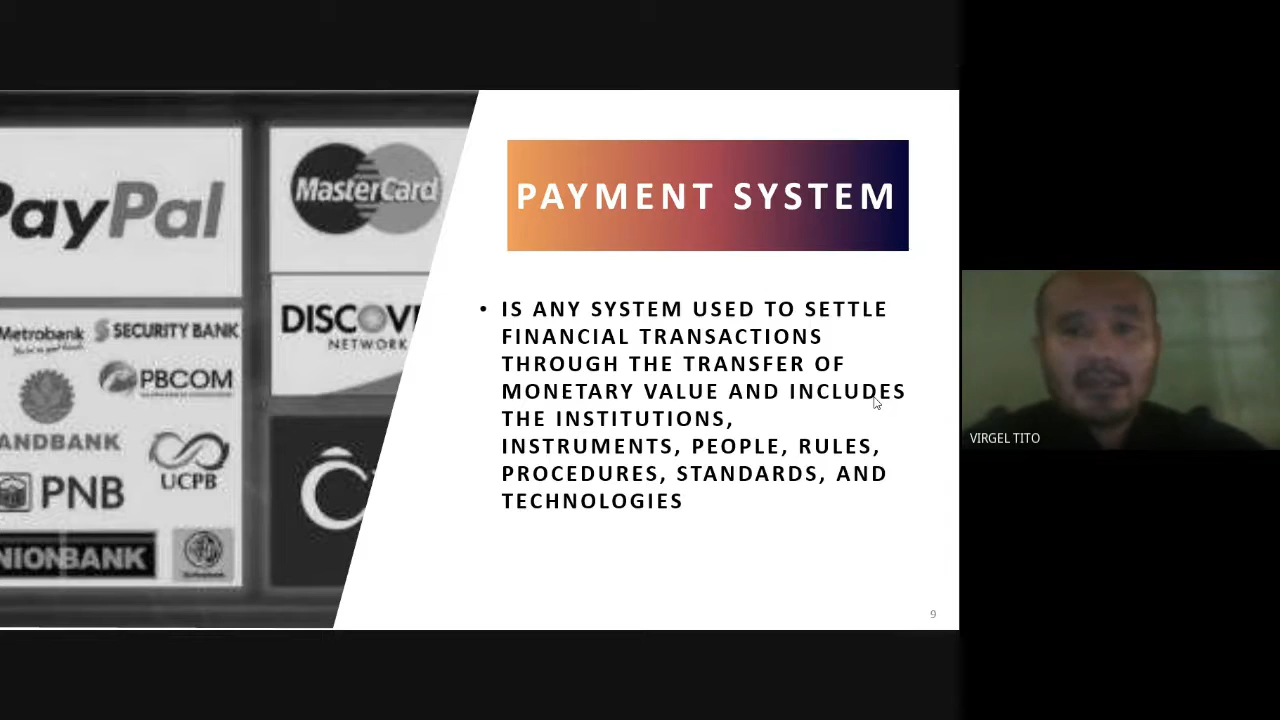 PayPal
MasterCard
DISCOV
NETWORK
Metrobank
SECURITY BANK
PBCOM
ANDBANK
UCPB
PNB
NIONBANK
PAYMENT SYSTEM
• IS ANY SYSTEM USED TO SETTLE
FINANCIAL TRANSACTIONS
THROUGH THE TRANSFER OF
MONETARY VALUE AND INCLUDES
THE INSTITUTIONS,
INSTRUMENTS, PEOPLE, RULES,
PROCEDURES, STANDARDS, AND
TECHNOLOGIES
9
VIRGEL TITO